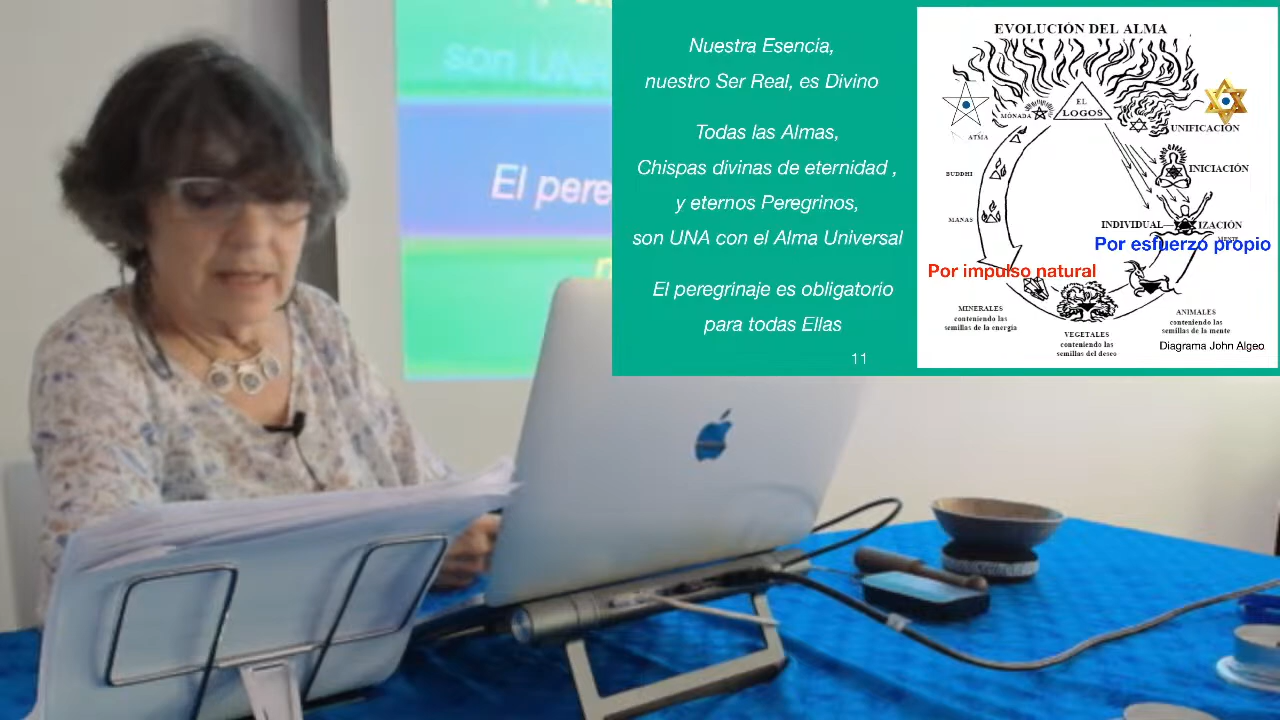 son UNA
El pere
Nuestra Esencia,
nuestro Ser Real, es Divino
Todas las Almas,
Chispas divinas de eternidad ,
y eternos Peregrinos,
son UNA con el Alma Universal
El peregrinaje es obligatorio
para todas Ellas
11
EVOLUCIÓN DEL ALMA
EL
LOGOS
MÓNADA
ATMA
UNIFICACIÓN
BUDDHI
INICIACIÓN
MANAS
INDIVIDUAL IZACIÓN
MENTE
Por esfuerzo propio
Por impulso natural
MINERALES
conteniendo las
semillas de la energía
VEGETALES
conteniendo las
semillas del deseo
ANIMALES
conteniendo las
semillas de la mente
Diagrama John Algeo